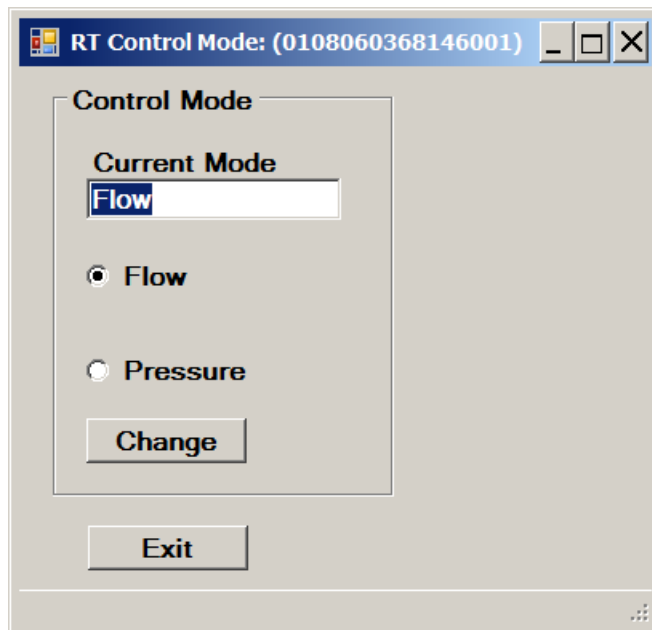 RT Control Mode: (0108060368146001)
Control Mode
Current Mode
Flow
Flow
Pressure
Change
Exit